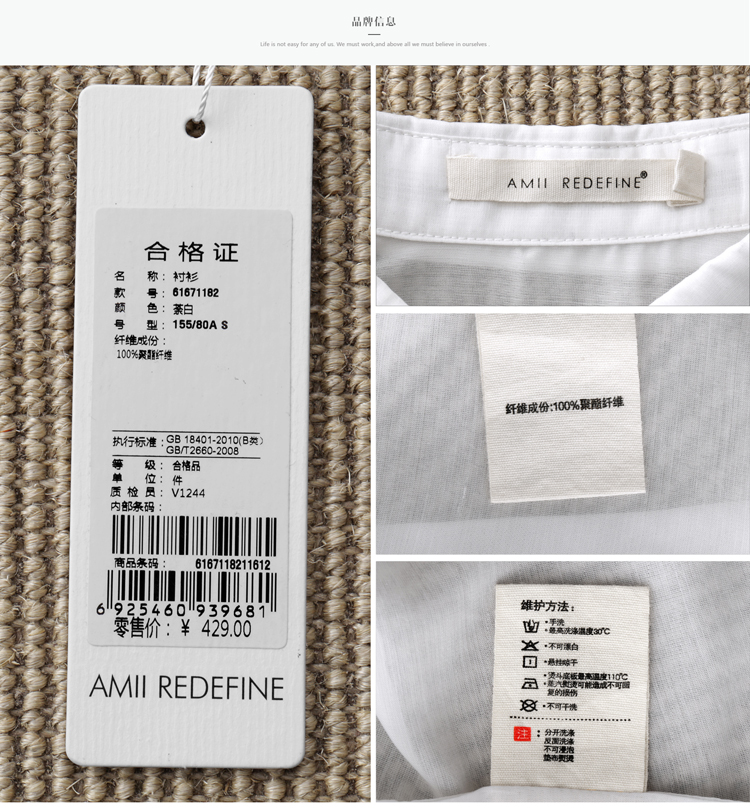 品牌信息
Life is not easy for any of us. We must work,and above all we must believe in ourselves .
合格证
名 称：衬衫
款 号：61671182
颜 色：茶白
号 型：155/80A S
纤维成份：
100%聚酯纤维
执行标准：GB 18401-2010(B类)
GB/T2660-2008
等 级：合格品
单 位：件
质 检 员：V1244
内部条码：
商品条码： 6167118211612
6 925460 939681
零售价：￥ 429.00
AMII REDEFINE
AMII REDEFINE®
纤维成份:100%聚酯纤维
维护方法：
•手洗
•最高洗涤温度30℃
•不可漂白
•悬挂晾干
•熨斗底板最高温度110℃
•蒸汽熨烫可能造成不可回
复的损伤
•不可干洗
注：分开洗涤
反面洗涤
不可浸泡
垫布熨烫